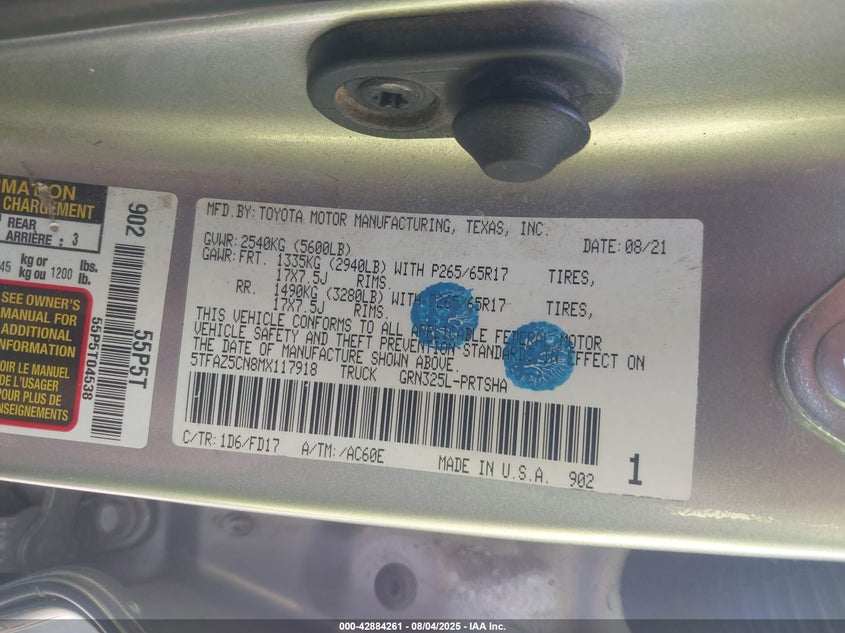 MATION
CHARGEMENT
REAR
ARRIÈRE : 3
45 kg or 1200 lbs.
kg ou lb.
SEE OWNER'S
MANUAL FOR
ADDITIONAL
INFORMATION
LE MANUEL
DE L'USAGER
POUR PLUS DE
ENSEIGNEMENTS
902
55P5T
55P5T04538
MFD.BY:TOYOTA MOTOR MANUFACTURING, TEXAS, INC.
GVWR:2540KG (5600LB) DATE:08/21
GAWR:FRT. 1335KG (2940LB) WITH P265/65R17 TIRES,
17X7.5J RIMS.
RR. 1490KG (3280LB) WITH P265/65R17 TIRES,
17X7.5J RIMS.
THIS VEHICLE CONFORMS TO ALL APPLICABLE FEDERAL MOTOR
VEHICLE SAFETY AND THEFT PREVENTION STANDARDS IN EFFECT ON
THE DATE OF MANUFACTURE SHOWN ABOVE.
5TFAZ5CN8MX117918 TRUCK GRN325L-PRTSHA
C/TR:1D6/FD17 A/TM:/AC60E
MADE IN U.S.A. 902 1
000-42884261 - 08/04/2025 - IAA Inc.